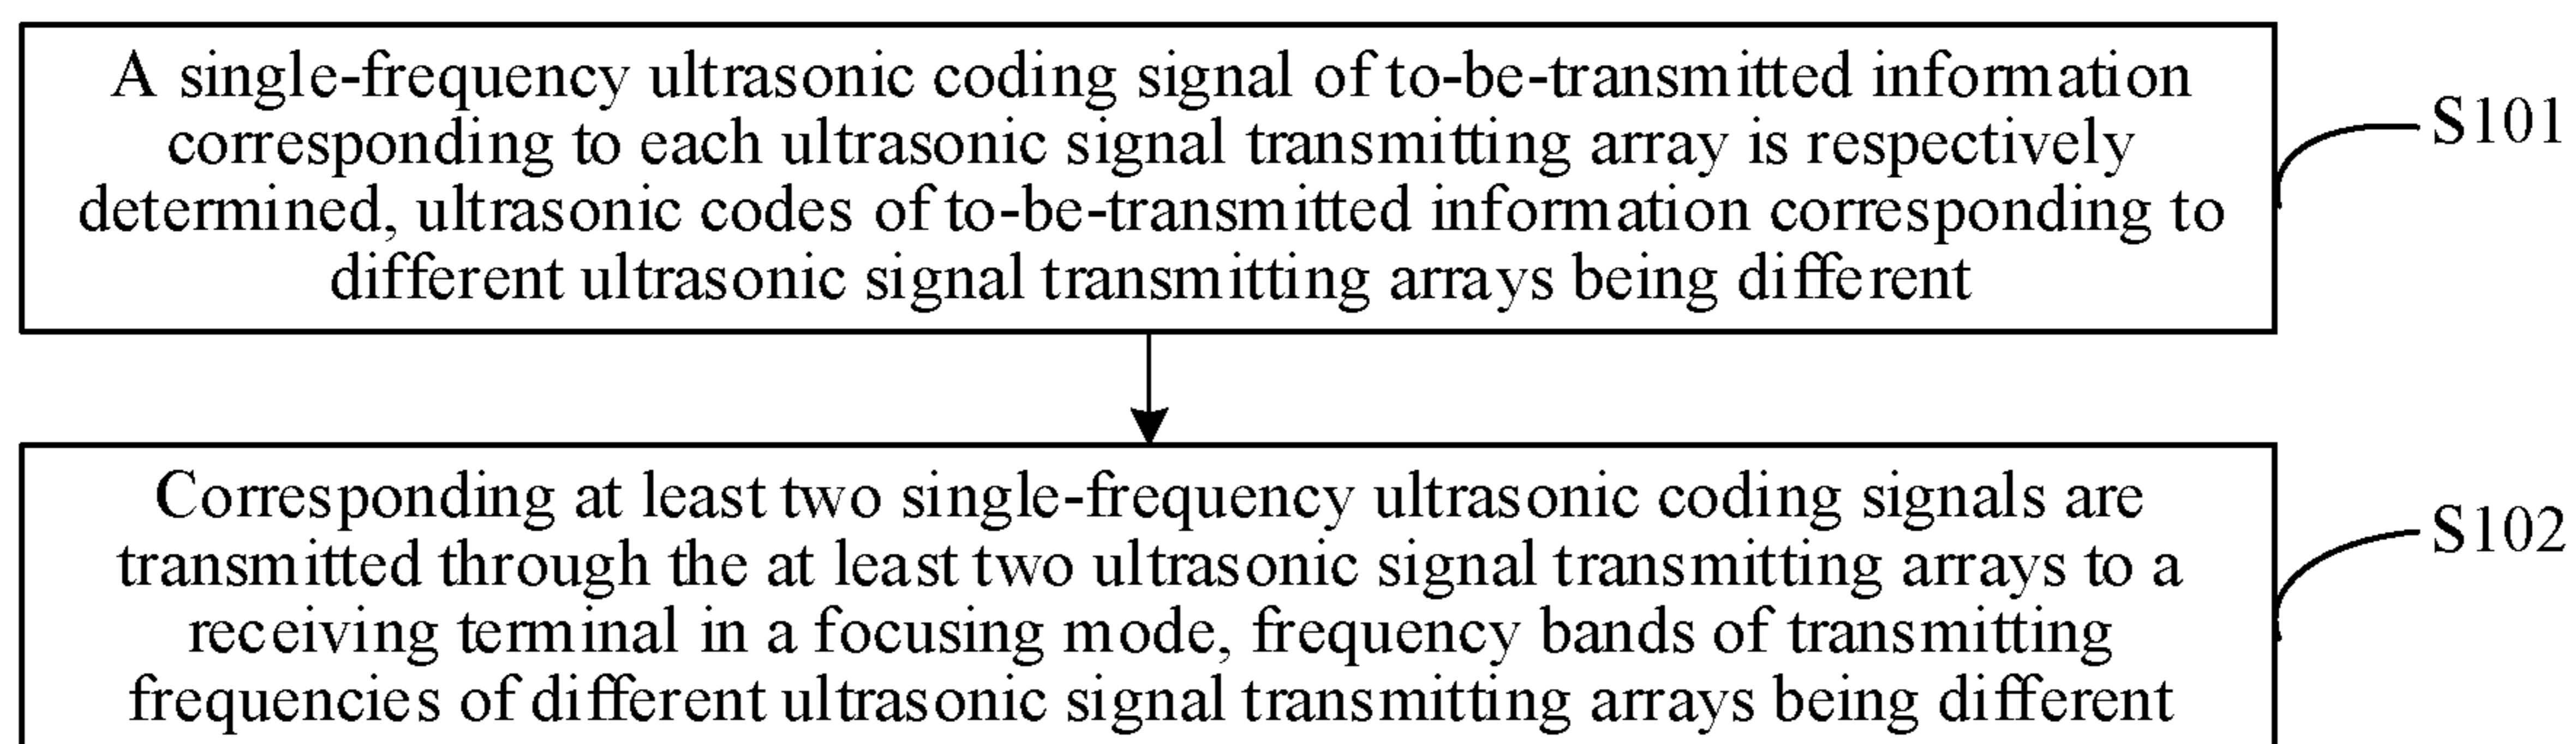 A single-frequency ultrasonic coding signal of to-be-transmitted information
corresponding to each ultrasonic signal transmitting array is respectively
determined, ultrasonic codes of to-be-transmitted information corresponding to
different ultrasonic signal transmitting arrays being different
S101
Corresponding at least two single-frequency ultrasonic coding signals are
transmitted through the at least two ultrasonic signal transmitting arrays to a
receiving terminal in a focusing mode, frequency bands of transmitting
frequencies of different ultrasonic signal transmitting arrays being different
S102